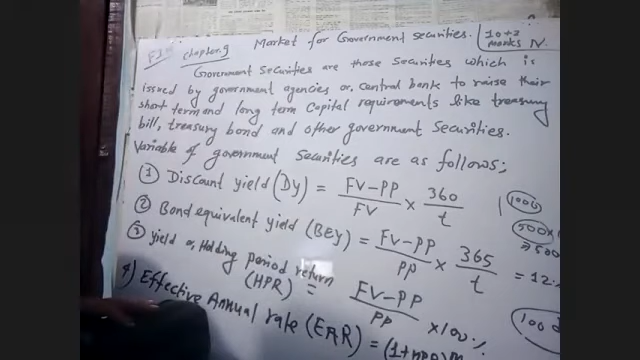 chapter.9 Market for Government securities. 10+2 marks IV.
Government securities are those securities which is
issued by government agencies or, central bank to raise their
short term and long term capital requirements like treasury
bill, treasury bond and other government securities.
Variable of government securities are as follows;
(1) Discount yield (Dy) = FV-PP/FV × 360/t
(2) Bond equivalent yield (BEy) = FV-PP/PP × 365/t
(3) yield or, Holding period return (HPR) = FV-PP/PP × 100%
4) Effective Annual rate (EAR) = (1+HPR)